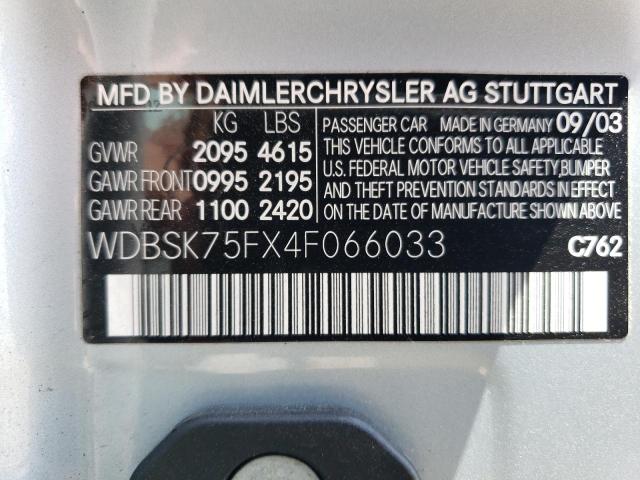 MFD BY DAIMLERCHRYSLER AG STUTTGART
KG LBS
GVWR 2095 4615
GAWR FRONT 0995 2195
GAWR REAR 1100 2420
PASSENGER CAR MADE IN GERMANY 09/03
THIS VEHICLE CONFORMS TO ALL APPLICABLE
U.S. FEDERAL MOTOR VEHICLE SAFETY,BUMPER
AND THEFT PREVENTION STANDARDS IN EFFECT
ON THE DATE OF MANUFACTURE SHOWN ABOVE
WDBSK75FX4F066033 C762